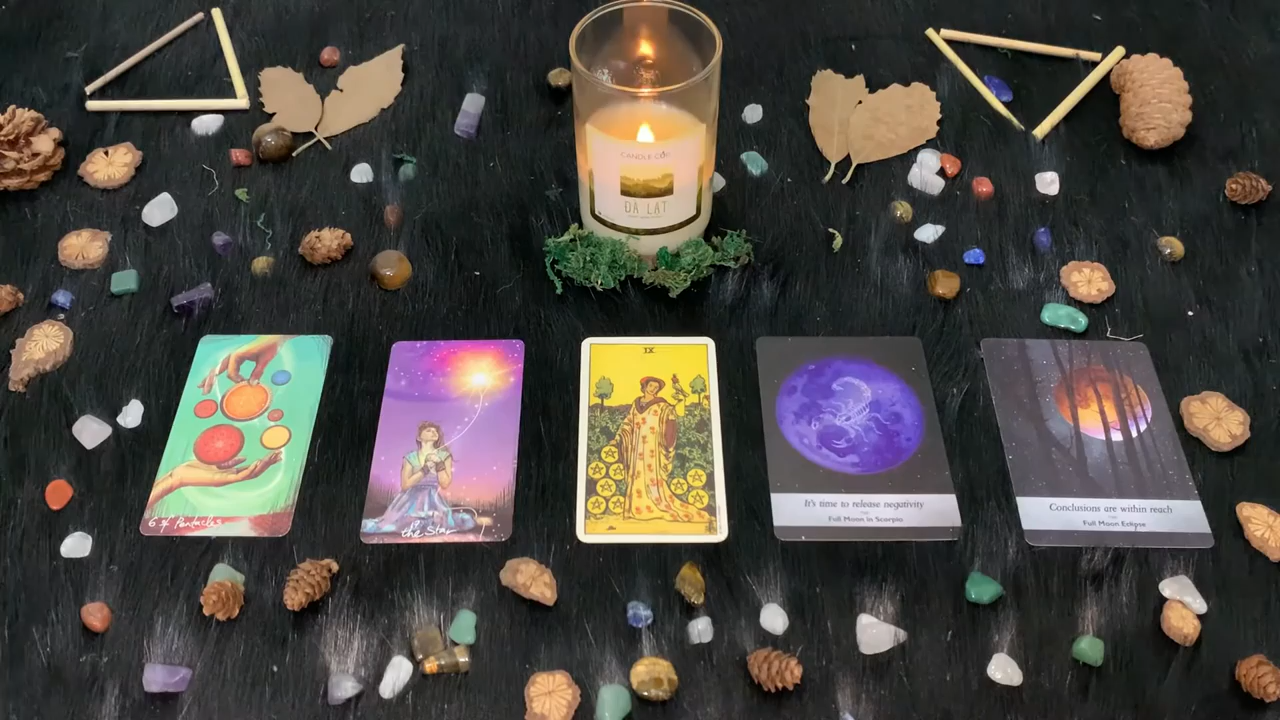 CANDLE CUP
ĐÀ LẠT
6 of Pentacles
the Star
IX
It's time to release negativity
Full Moon in Scorpio
Conclusions are within reach
Full Moon Eclipse